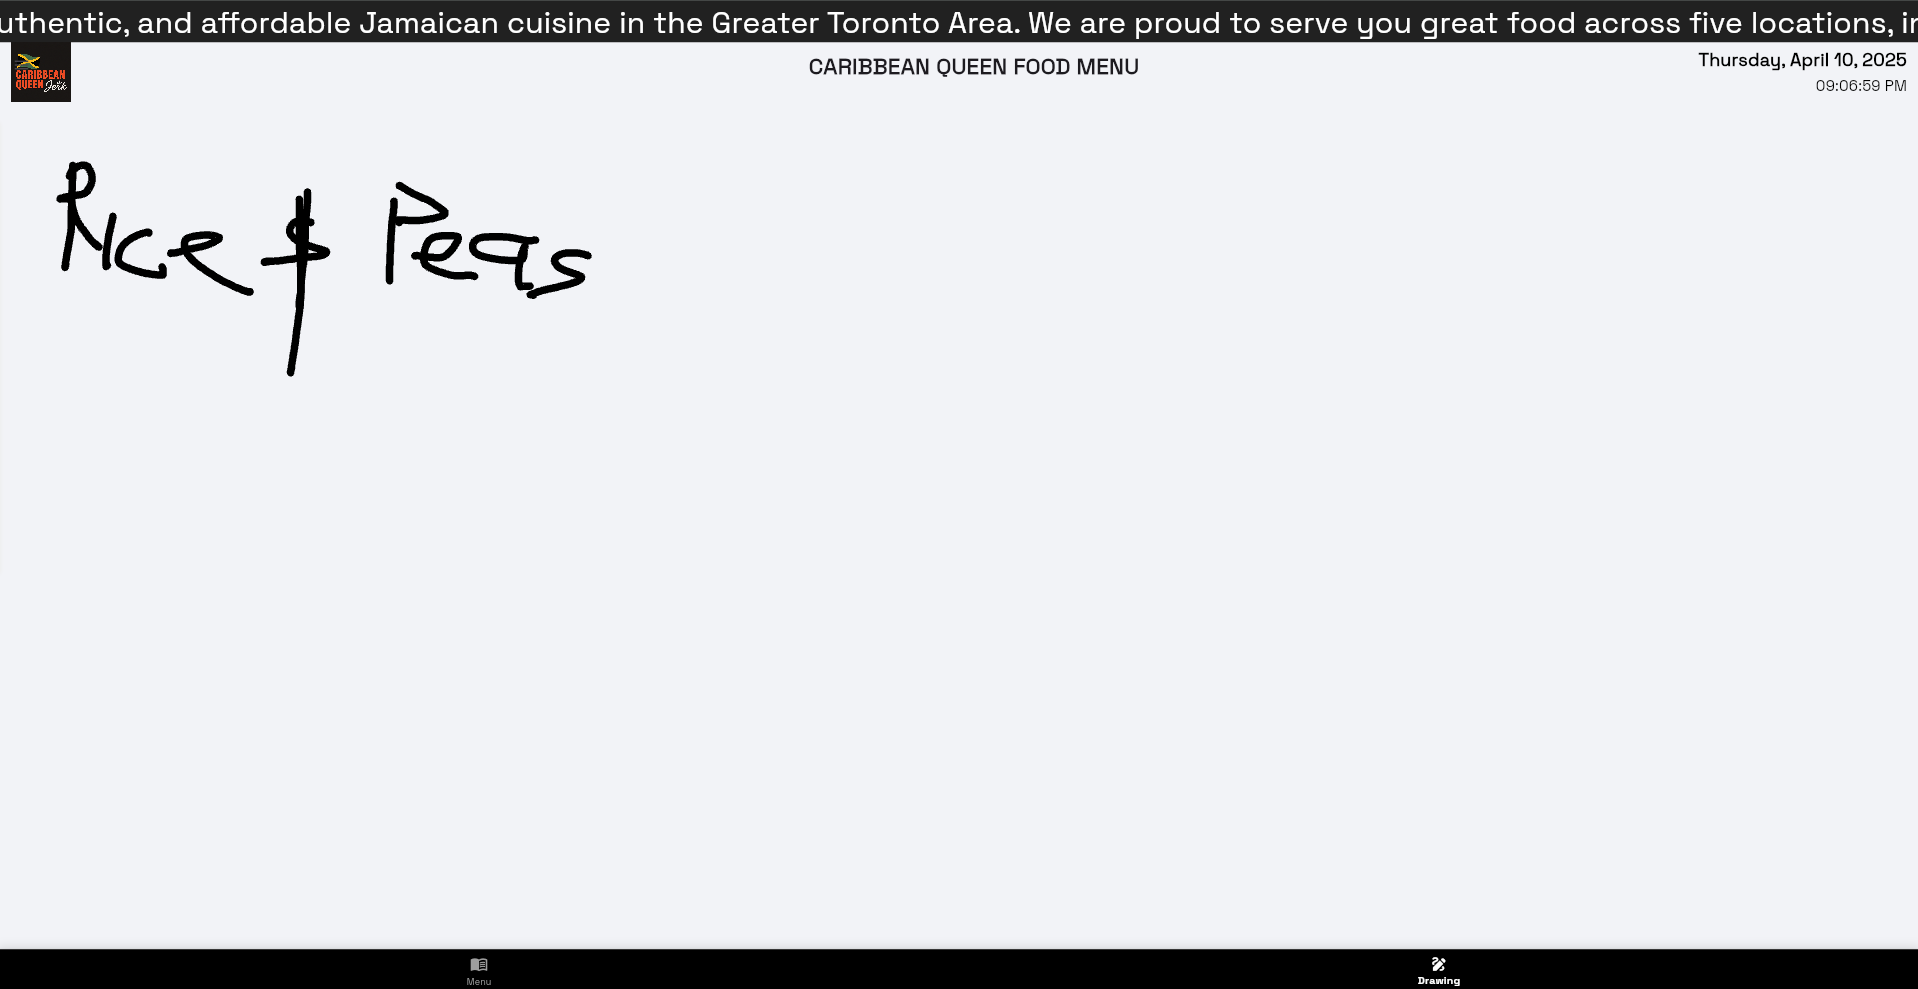 uthentic, and affordable Jamaican cuisine in the Greater Toronto Area. We are proud to serve you great food across five locations, in
CARIBBEAN QUEEN Jerk
CARIBBEAN QUEEN FOOD MENU
Thursday, April 10, 2025
09:06:59 PM
Rice & Peas
Menu
Drawing